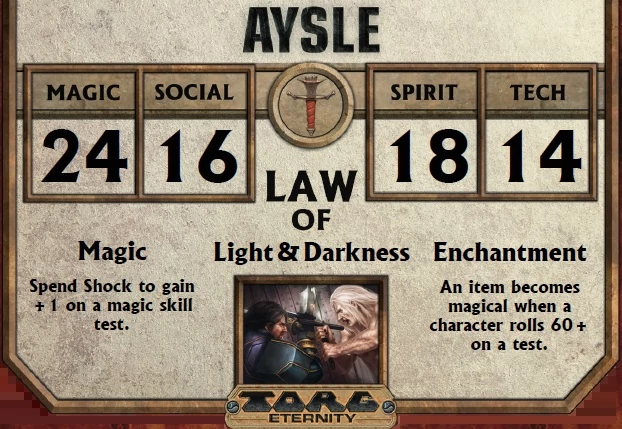 AYSLE
MAGIC SOCIAL SPIRIT TECH
24 16 18 14
LAW
OF
Magic Light & Darkness Enchantment
Spend Shock to gain
+1 on a magic skill
test.
An item becomes
magical when a
character rolls 60+
on a test.
TORG
ETERNITY